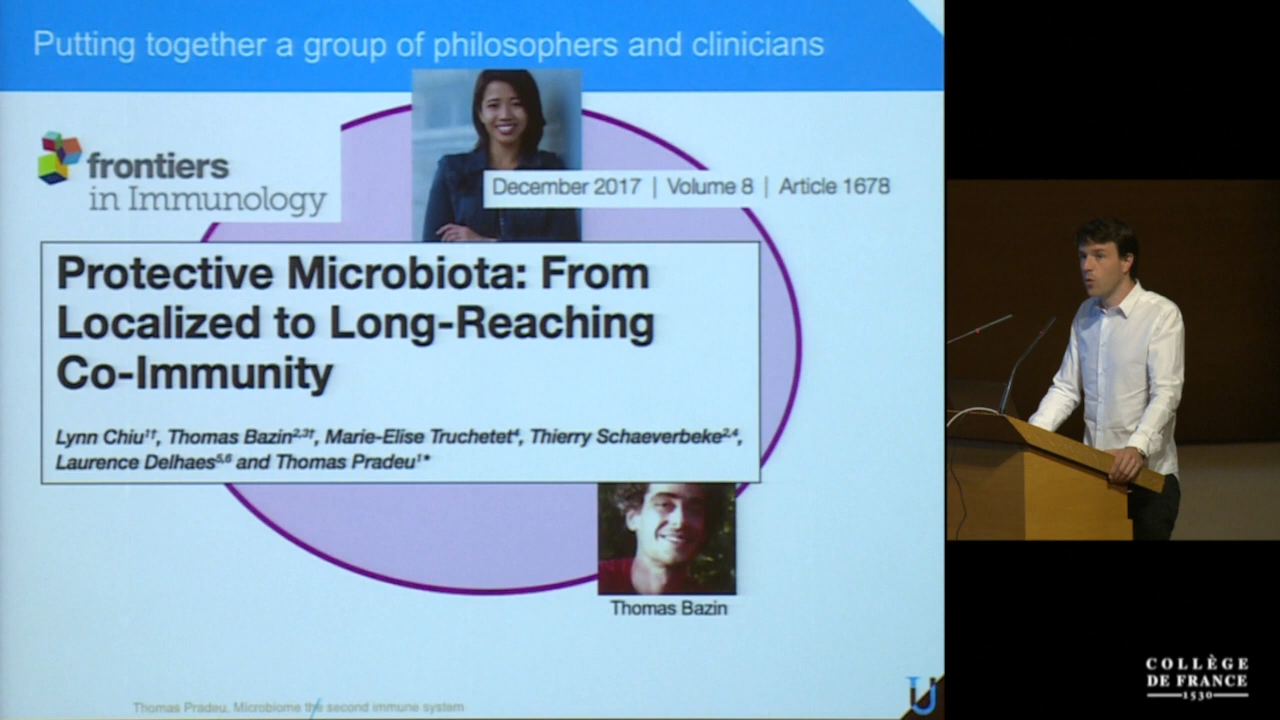 Putting together a group of philosophers and clinicians
frontiers
in Immunology
December 2017 | Volume 8 | Article 1678
Protective Microbiota: From
Localized to Long-Reaching
Co-Immunity
Lynn Chiu¹†, Thomas Bazin²,³†, Marie-Elise Truchetet⁴, Thierry Schaeverbeke²,⁴,
Laurence Delhaes⁵,⁶ and Thomas Pradeu¹*
Thomas Bazin
Thomas Pradeu, Microbiome the second immune system
U
COLLÈGE
DE FRANCE
1530